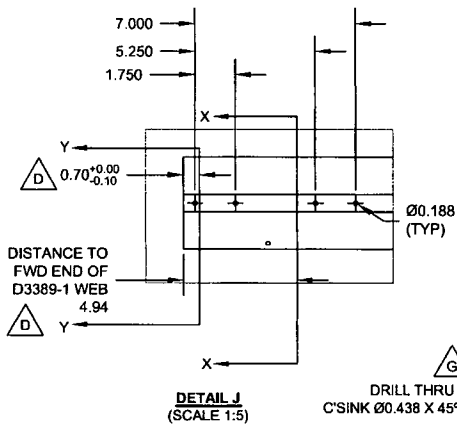 7.000
5.250
1.750
X
Y
D
0.70 +0.00 -0.10
Ø0.188
(TYP)
DISTANCE TO
FWD END OF
D3389-1 WEB
4.94
D
Y
X
G
DETAIL J
(SCALE 1:5)
DRILL THRU
C'SINK Ø0.438 X 45°